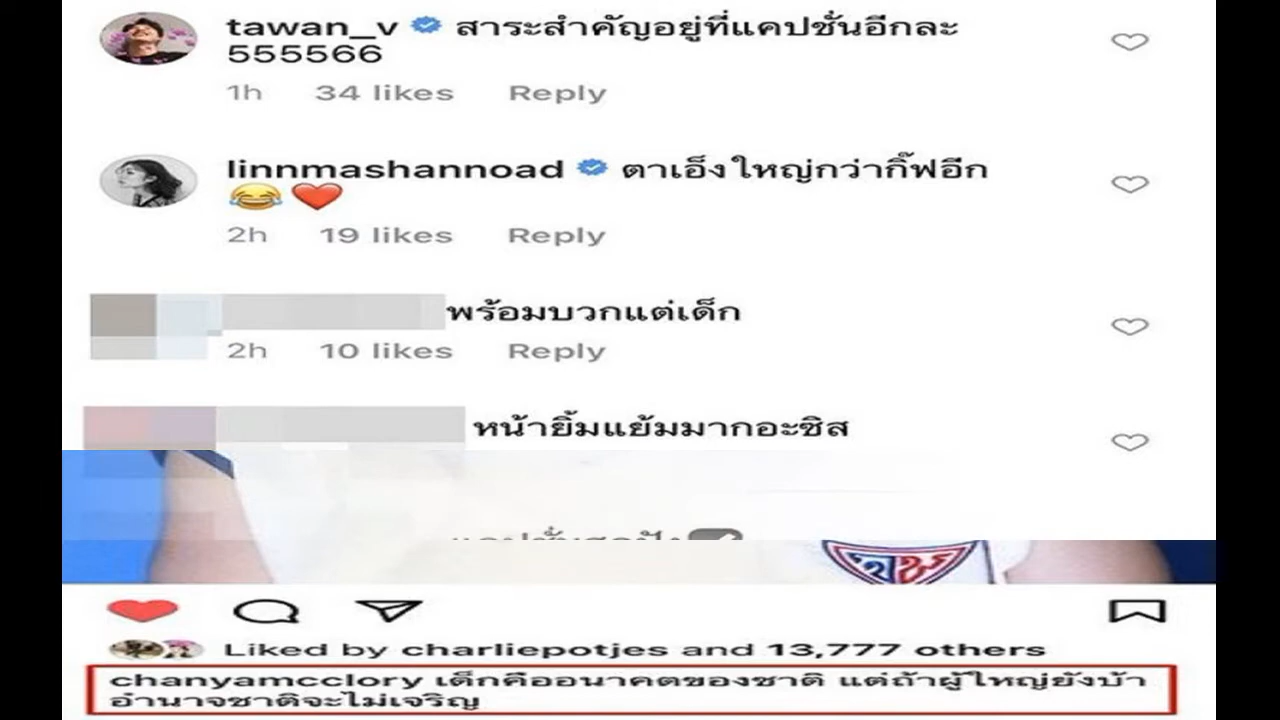 tawan_v สาระสำคัญอยู่ที่แคปชั่นอีกละ
555566
1h 34 likes Reply
linnmashannoad ตาเอ็งใหญ่กว่ากิ๊ฟอีก
😂❤️
2h 19 likes Reply
พร้อมบวกแต่เด็ก
2h 10 likes Reply
หน้ายิ้มแย้มมากอะซิส
Liked by charliepotjes and 13,777 others
chanyamcclory เด็กคืออนาคตของชาติ แต่ถ้าผู้ใหญ่ยังบ้า
อำนาจชาติจะไม่เจริญ